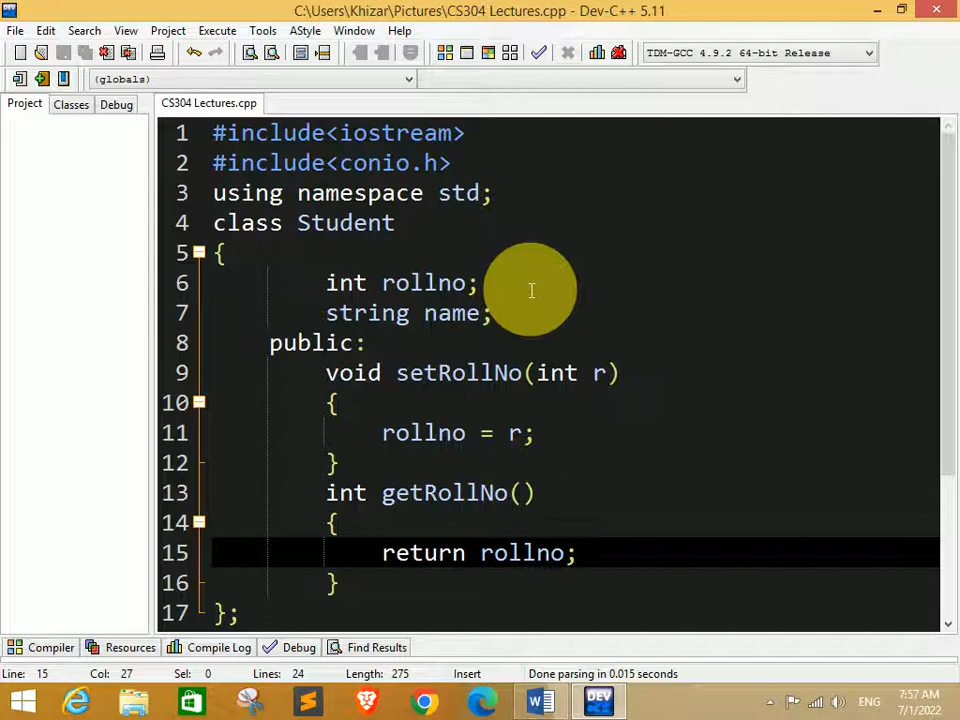 C:\Users\Khizar\Pictures\CS304 Lectures.cpp - Dev-C++ 5.11
File Edit Search View Project Execute Tools AStyle Window Help
TDM-GCC 4.9.2 64-bit Release
(globals)
Project Classes Debug CS304 Lectures.cpp
1 #include<iostream>
2 #include<conio.h>
3 using namespace std;
4 class Student
5 {
6 int rollno;
7 string name;
8 public:
9 void setRollNo(int r)
10 {
11 rollno = r;
12 }
13 int getRollNo()
14 {
15 return rollno;
16 }
17 };
Compiler Resources Compile Log Debug Find Results
Line: 15 Col: 27 Sel: 0 Lines: 24 Length: 275 Insert Done parsing in 0.015 seconds
DEV
ENG
7:57 AM
7/1/2022